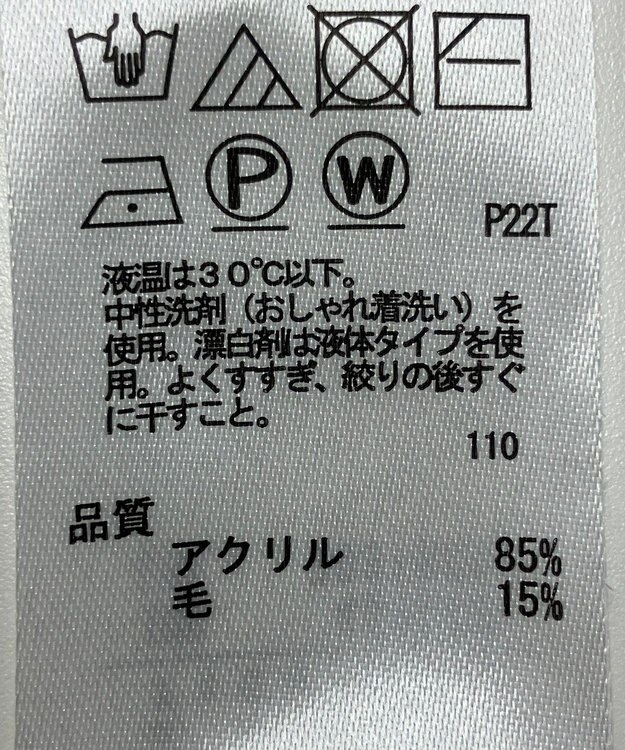 P W
P22T
液温は30℃以下。
中性洗剤（おしゃれ着洗い）を
使用。漂白剤は液体タイプを使
用。よくすすぎ、絞りの後すぐ
に干すこと。
110
品質
アクリル 85%
毛 15%